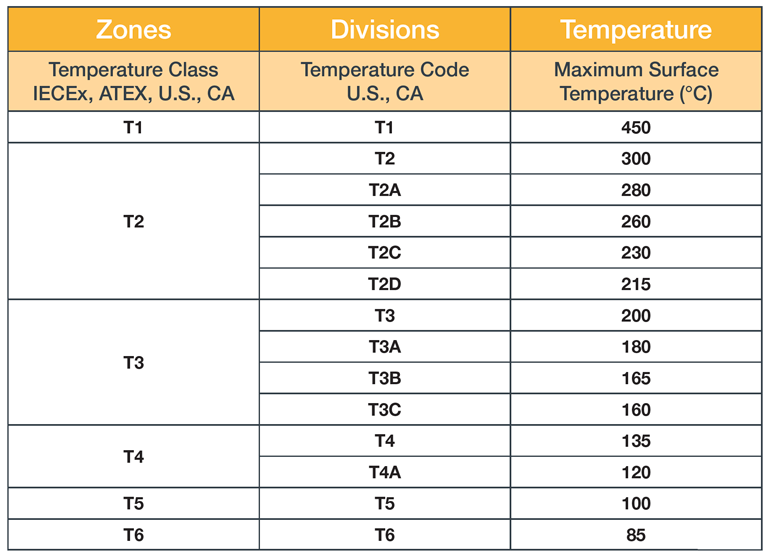 Zones Divisions Temperature
Temperature Class Temperature Code Maximum Surface
IECEx, ATEX, U.S., CA U.S., CA Temperature (°C)
T1 T1 450
T2 300
T2A 280
T2 T2B 260
T2C 230
T2D 215
T3 200
T3 T3A 180
T3B 165
T3C 160
T4 T4 135
T4A 120
T5 T5 100
T6 T6 85